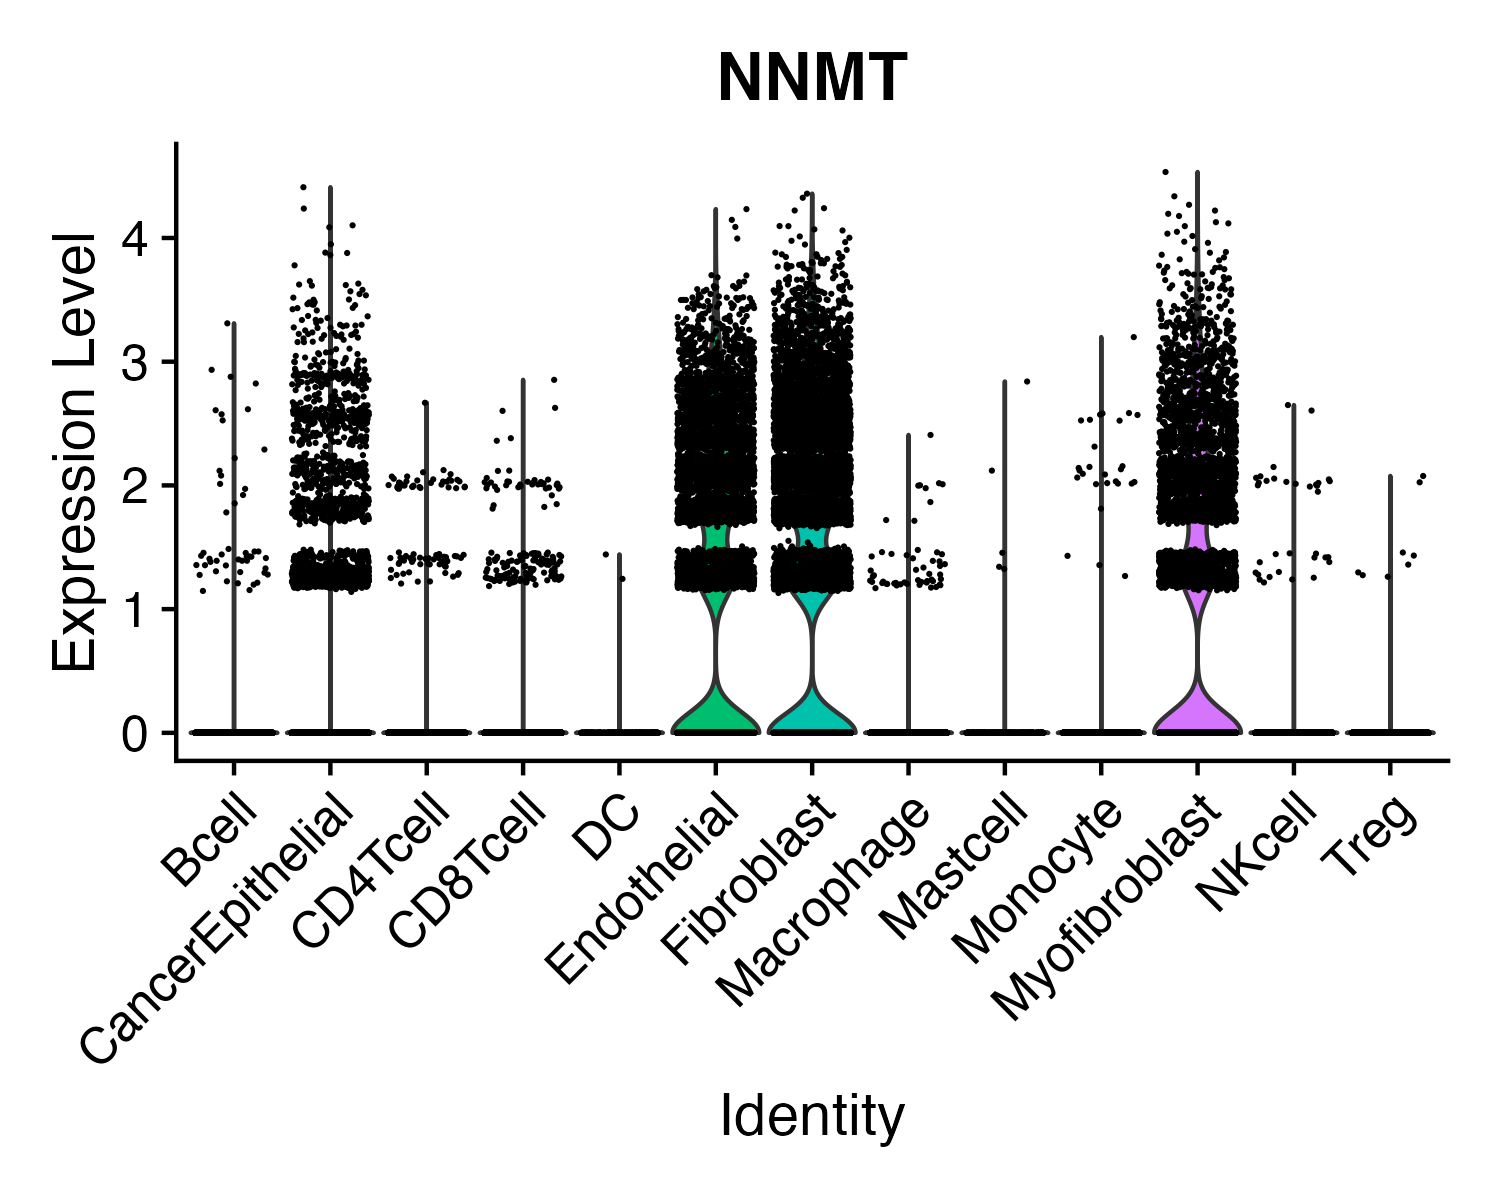 NNMT
Expression Level
4
3
2
1
0
Bcell
CancerEpithelial
CD4Tcell
CD8Tcell
DC
Endothelial
Fibroblast
Macrophage
Mastcell
Monocyte
Myofibroblast
NKcell
Treg
Identity